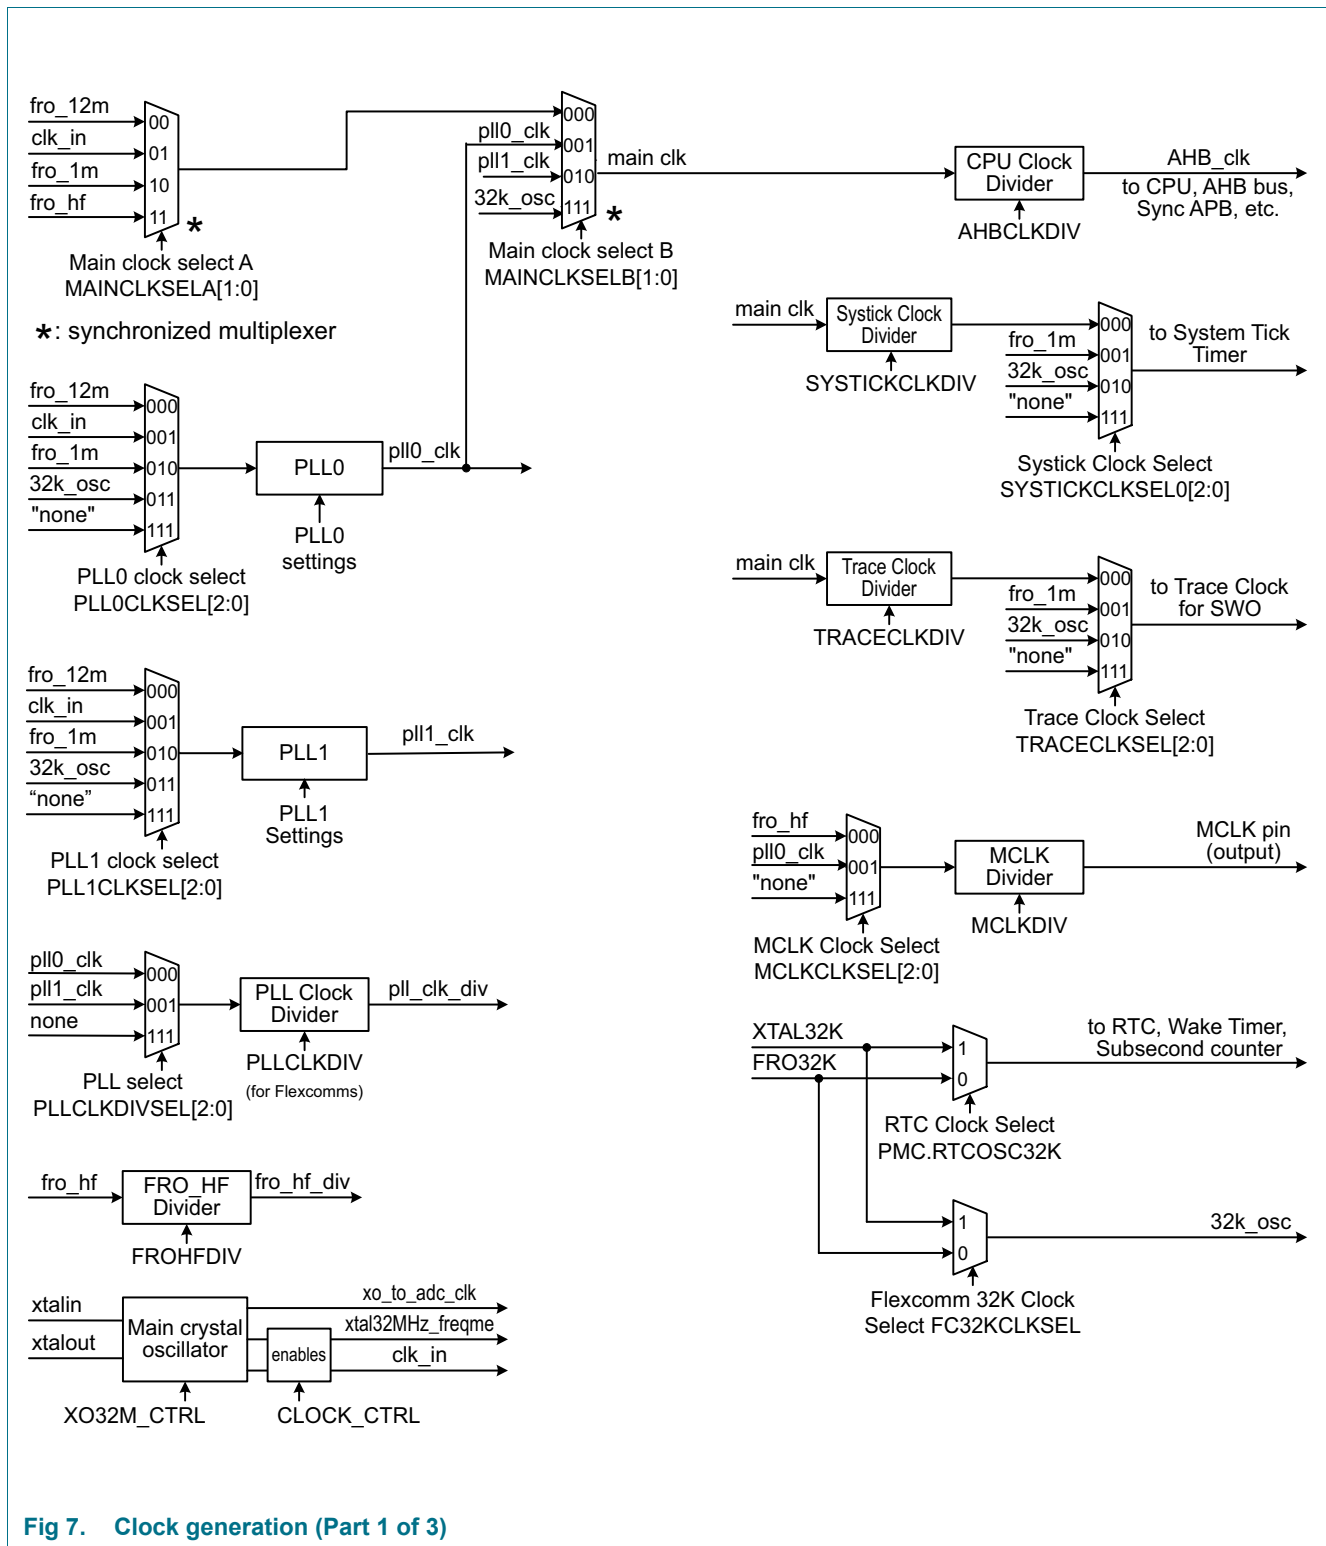 fro_12m
clk_in
fro_1m
fro_hf
00
01
10
11
*
Main clock select A
MAINCLKSELA[1:0]
*: synchronized multiplexer
pll0_clk
pll1_clk
32k_osc
000
001
010
111
*
main clk
Main clock select B
MAINCLKSELB[1:0]
CPU Clock
Divider
AHBCLKDIV
AHB_clk
to CPU, AHB bus,
Sync APB, etc.
main clk
Systick Clock
Divider
SYSTICKCLKDIV
fro_1m
32k_osc
"none"
000
001
010
111
to System Tick
Timer
Systick Clock Select
SYSTICKCLKSEL0[2:0]
fro_12m
clk_in
fro_1m
32k_osc
"none"
000
001
010
011
111
PLL0
pll0_clk
PLL0
settings
PLL0 clock select
PLL0CLKSEL[2:0]
main clk
Trace Clock
Divider
TRACECLKDIV
fro_1m
32k_osc
"none"
000
001
010
111
to Trace Clock
for SWO
Trace Clock Select
TRACECLKSEL[2:0]
fro_12m
clk_in
fro_1m
32k_osc
“none”
000
001
010
011
111
PLL1
pll1_clk
PLL1
Settings
PLL1 clock select
PLL1CLKSEL[2:0]
fro_hf
pll0_clk
"none"
000
001
111
MCLK
Divider
MCLKDIV
MCLK pin
(output)
MCLK Clock Select
MCLKCLKSEL[2:0]
pll0_clk
pll1_clk
none
000
001
111
PLL Clock
Divider
pll_clk_div
PLLCLKDIV
(for Flexcomms)
PLL select
PLLCLKDIVSEL[2:0]
XTAL32K
FRO32K
1
0
to RTC, Wake Timer,
Subsecond counter
RTC Clock Select
PMC.RTCOSC32K
fro_hf
FRO_HF
Divider
fro_hf_div
FROHFDIV
1
0
32k_osc
Flexcomm 32K Clock
Select FC32KCLKSEL
xtalin
xtalout
Main crystal
oscillator
enables
xo_to_adc_clk
xtal32MHz_freqme
clk_in
XO32M_CTRL
CLOCK_CTRL
Fig 7. Clock generation (Part 1 of 3)